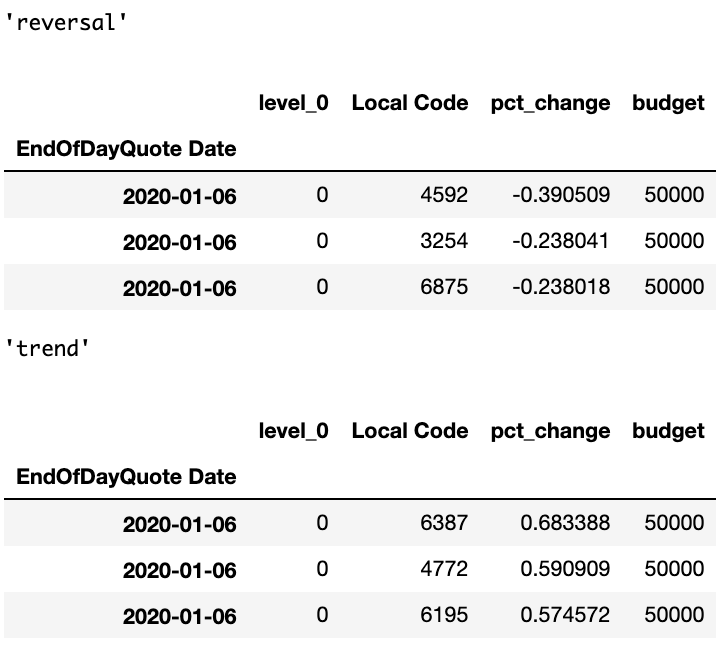 'reversal'
level_0 Local Code pct_change budget
EndOfDayQuote Date
2020-01-06 0 4592 -0.390509 50000
2020-01-06 0 3254 -0.238041 50000
2020-01-06 0 6875 -0.238018 50000
'trend'
level_0 Local Code pct_change budget
EndOfDayQuote Date
2020-01-06 0 6387 0.683388 50000
2020-01-06 0 4772 0.590909 50000
2020-01-06 0 6195 0.574572 50000